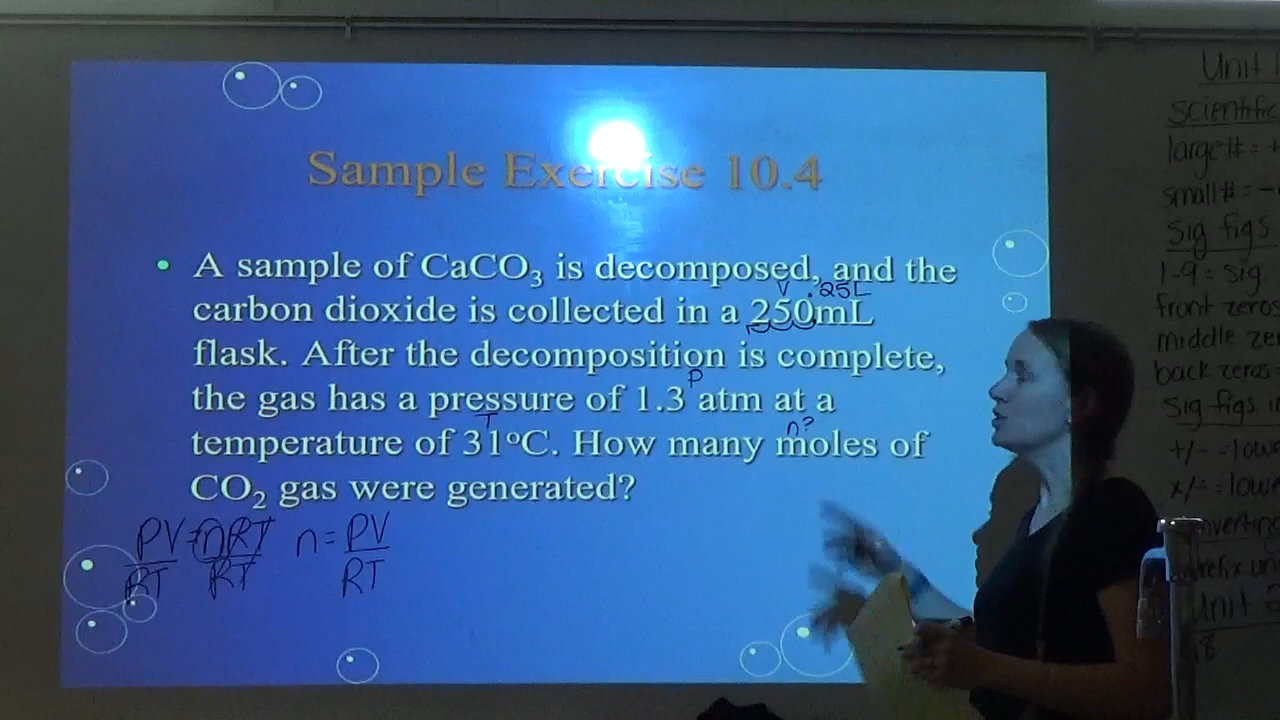 Sample Exercise 10.4
• A sample of CaCO₃ is decomposed, and the
V .25L
carbon dioxide is collected in a 250mL
flask. After the decomposition is complete,
P
the gas has a pressure of 1.3 atm at a
T n?
temperature of 31°C. How many moles of
CO₂ gas were generated?
PV=nRT n=PV
RT RT RT
Unit
scientific
large# = +
small# = -
Sig figs
1-9 = sig.
front zeros
middle
back zeros =
Sig figs
+/- =
x/÷ =
Unit